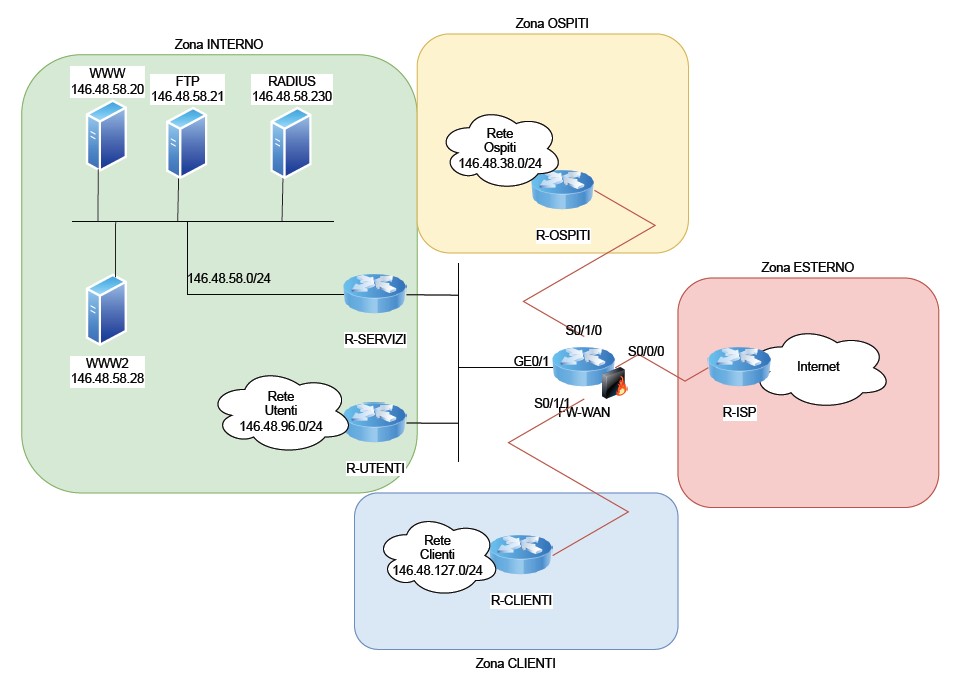 Zona OSPITI
Zona INTERNO
WWW
146.48.58.20
FTP
146.48.58.21
RADIUS
146.48.58.230
Rete
Ospiti
146.48.38.0/24
R-OSPITI
146.48.58.0/24
R-SERVIZI
WWW2
146.48.58.28
Rete
Utenti
146.48.96.0/24
R-UTENTI
S0/1/0
GE0/1
S0/0/0
S0/1/1
FW-WAN
Zona ESTERNO
Internet
R-ISP
Rete
Clienti
146.48.127.0/24
R-CLIENTI
Zona CLIENTI